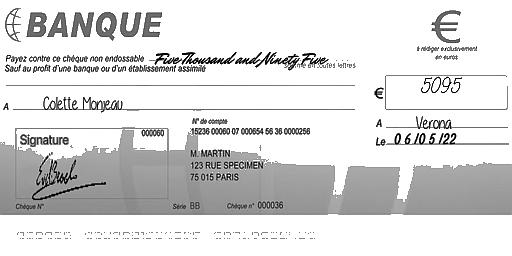 BANQUE
€
à rédiger exclusivement
en euros
Payez contre ce chèque non endossable Five Thousand and Ninety Five
Sauf au profit d'une banque ou d'un établissement assimilé
somme en toutes lettres
€ 5095
A Colette Monjeau
A Verona
Le 06/05/22
Signature
000060
N° de compte
15236 00060 07 000654 56 36 0000256
M. MARTIN
123 RUE SPECIMEN
75 015 PARIS
Chèque N°
Série BB
Chèque n° 000036